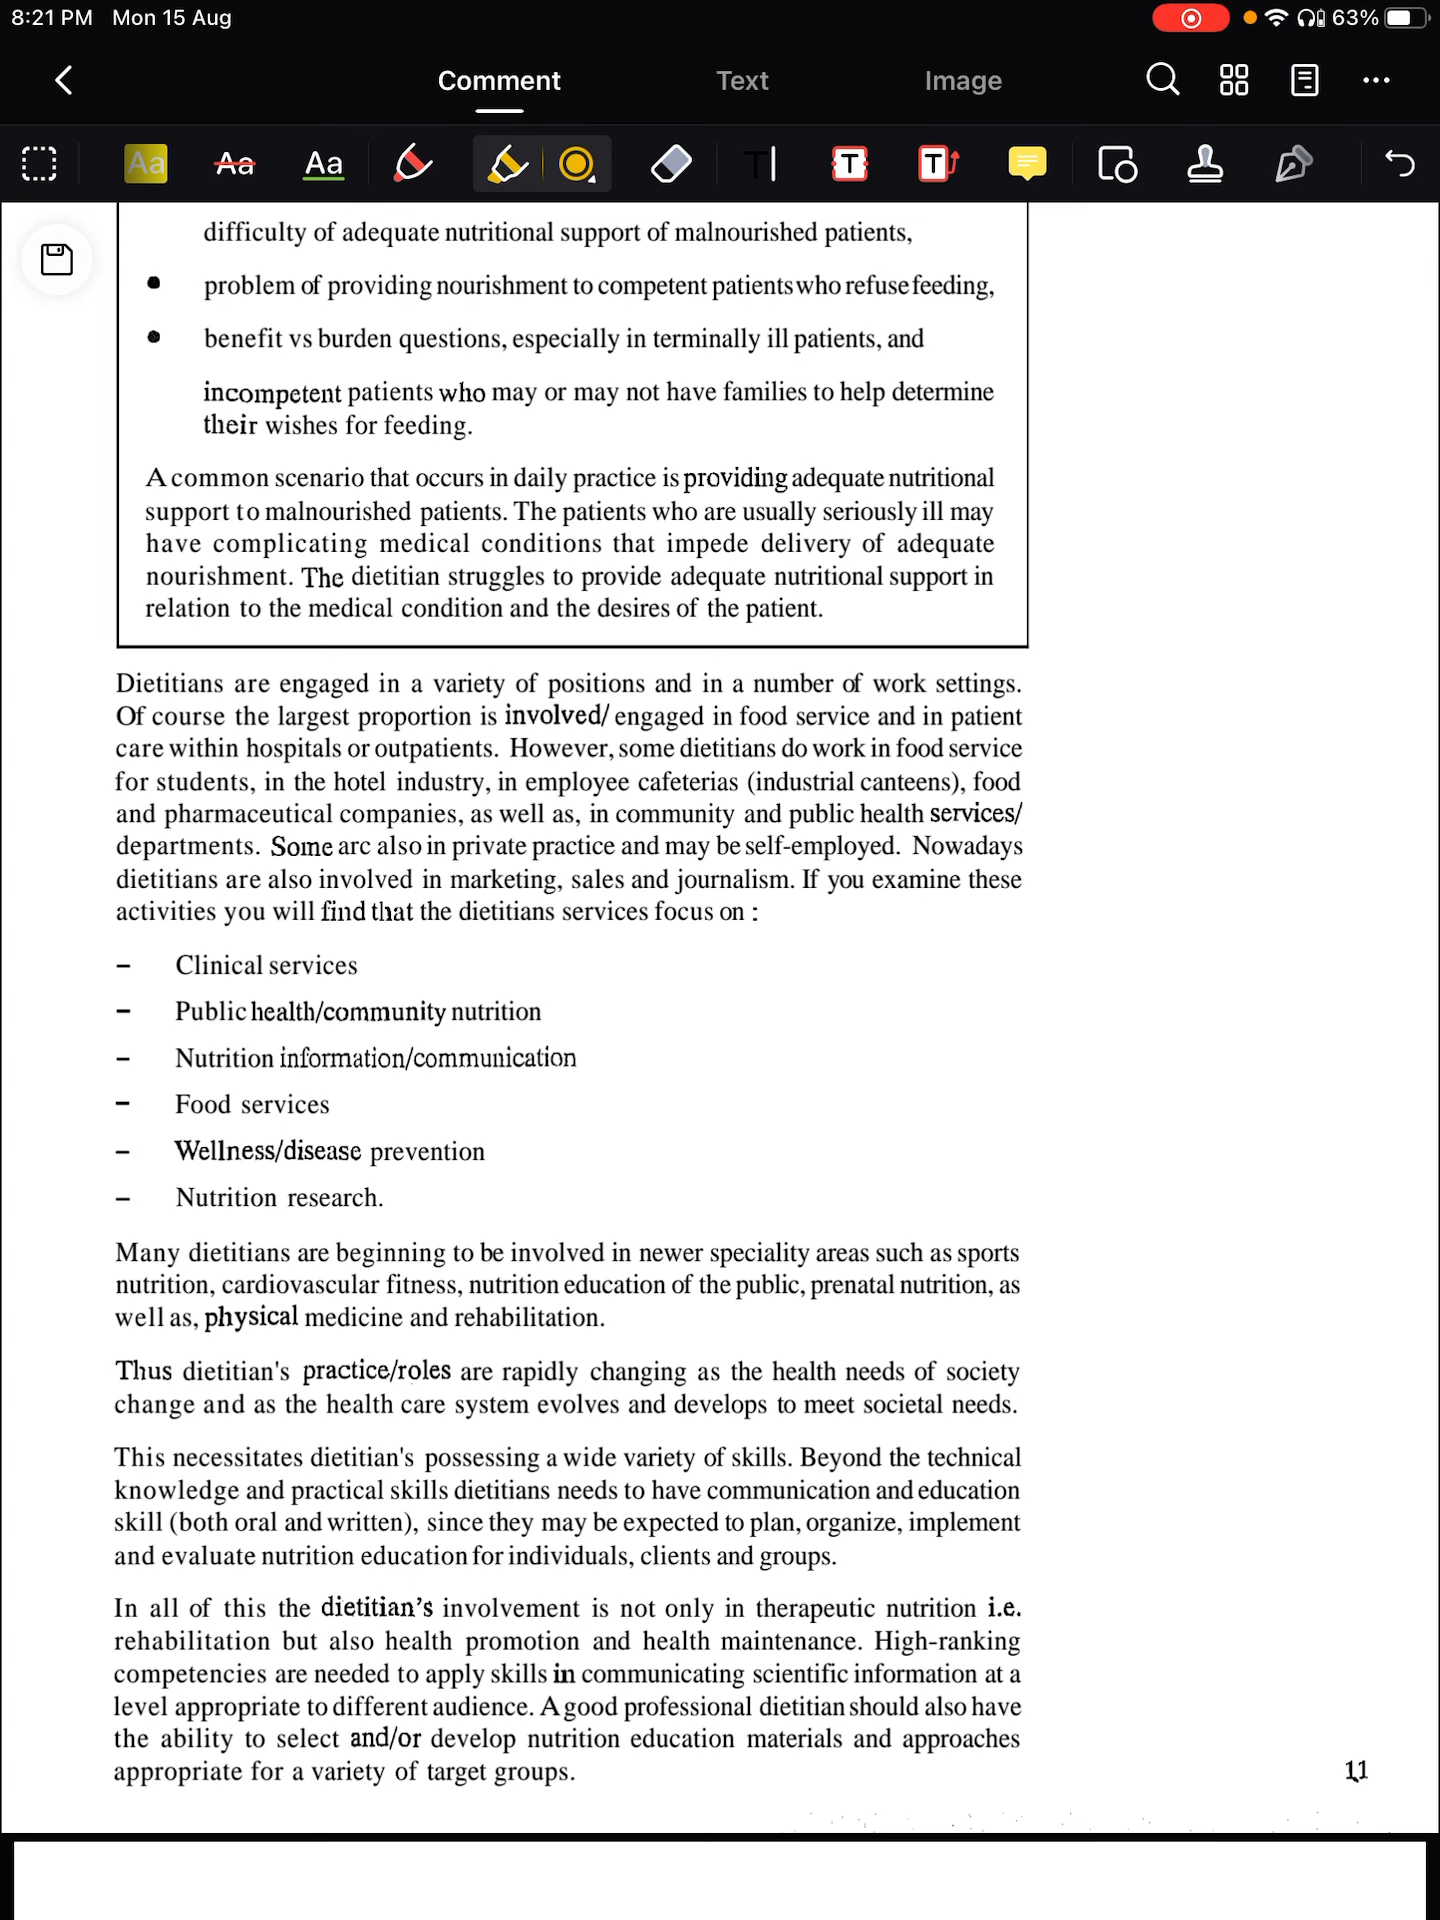 8:21 PM Mon 15 Aug 63%
Comment Text Image
Aa Aa Aa T T T
difficulty of adequate nutritional support of malnourished patients,
• problem of providing nourishment to competent patients who refuse feeding,
• benefit vs burden questions, especially in terminally ill patients, and
incompetent patients who may or may not have families to help determine
their wishes for feeding.
A common scenario that occurs in daily practice is providing adequate nutritional
support to malnourished patients. The patients who are usually seriously ill may
have complicating medical conditions that impede delivery of adequate
nourishment. The dietitian struggles to provide adequate nutritional support in
relation to the medical condition and the desires of the patient.
Dietitians are engaged in a variety of positions and in a number of work settings.
Of course the largest proportion is involved/ engaged in food service and in patient
care within hospitals or outpatients. However, some dietitians do work in food service
for students, in the hotel industry, in employee cafeterias (industrial canteens), food
and pharmaceutical companies, as well as, in community and public health services/
departments. Some arc also in private practice and may be self-employed. Nowadays
dietitians are also involved in marketing, sales and journalism. If you examine these
activities you will find that the dietitians services focus on :
– Clinical services
– Public health/community nutrition
– Nutrition information/communication
– Food services
– Wellness/disease prevention
– Nutrition research.
Many dietitians are beginning to be involved in newer speciality areas such as sports
nutrition, cardiovascular fitness, nutrition education of the public, prenatal nutrition, as
well as, physical medicine and rehabilitation.
Thus dietitian's practice/roles are rapidly changing as the health needs of society
change and as the health care system evolves and develops to meet societal needs.
This necessitates dietitian's possessing a wide variety of skills. Beyond the technical
knowledge and practical skills dietitians needs to have communication and education
skill (both oral and written), since they may be expected to plan, organize, implement
and evaluate nutrition education for individuals, clients and groups.
In all of this the dietitian's involvement is not only in therapeutic nutrition i.e.
rehabilitation but also health promotion and health maintenance. High-ranking
competencies are needed to apply skills in communicating scientific information at a
level appropriate to different audience. A good professional dietitian should also have
the ability to select and/or develop nutrition education materials and approaches
appropriate for a variety of target groups.
11